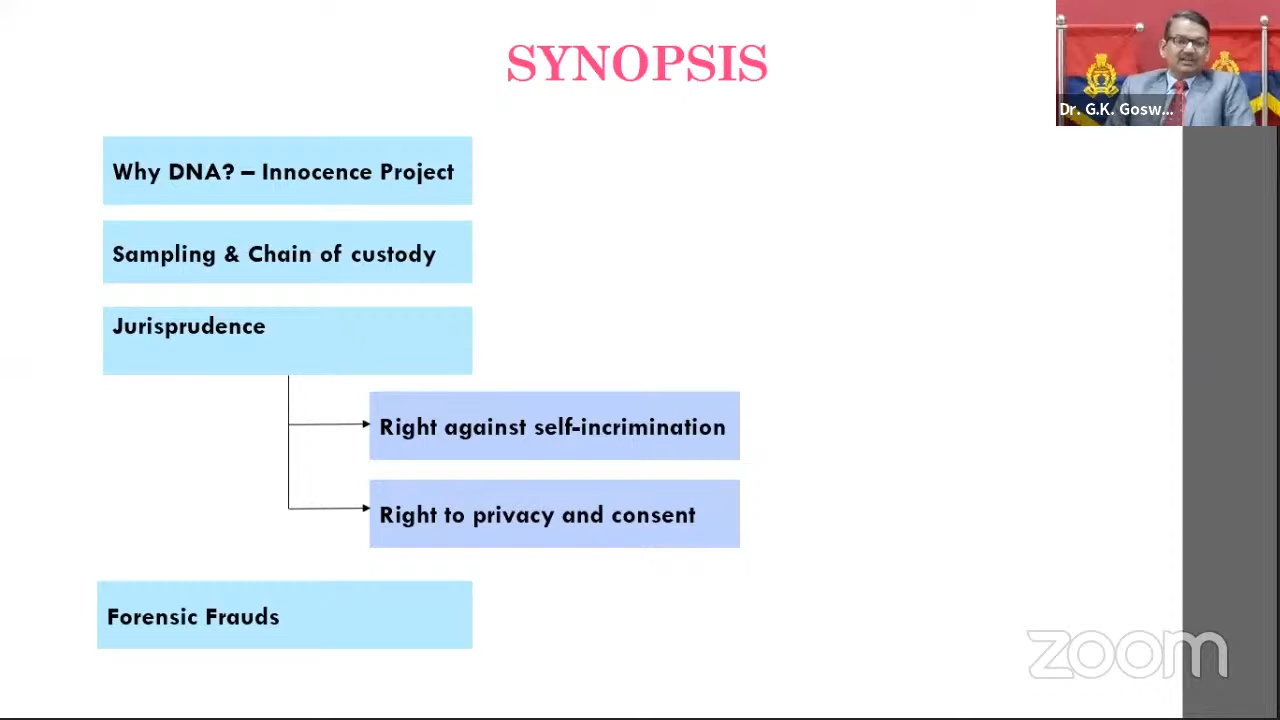 SYNOPSIS
Dr. G.K. Gosw...
Why DNA? – Innocence Project
Sampling & Chain of custody
Jurisprudence
Right against self-incrimination
Right to privacy and consent
Forensic Frauds
zoom